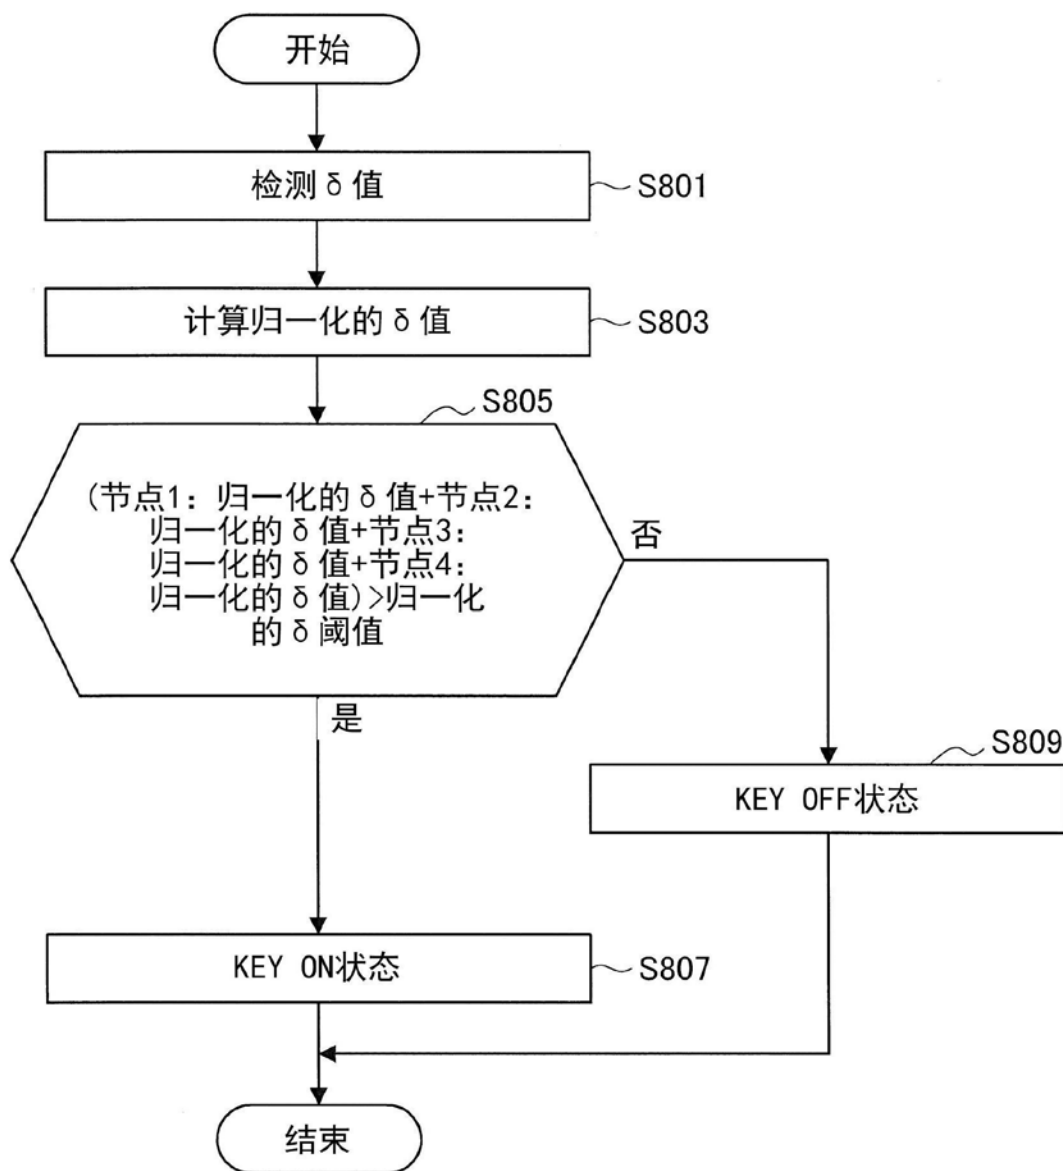 开始
检测δ值
S801
计算归一化的δ值
S803
S805
(节点1: 归一化的δ值+节点2:
归一化的δ值+节点3:
归一化的δ值+节点4:
归一化的δ值)>归一化
的δ阈值
否
是
S809
KEY OFF状态
KEY ON状态
S807
结束